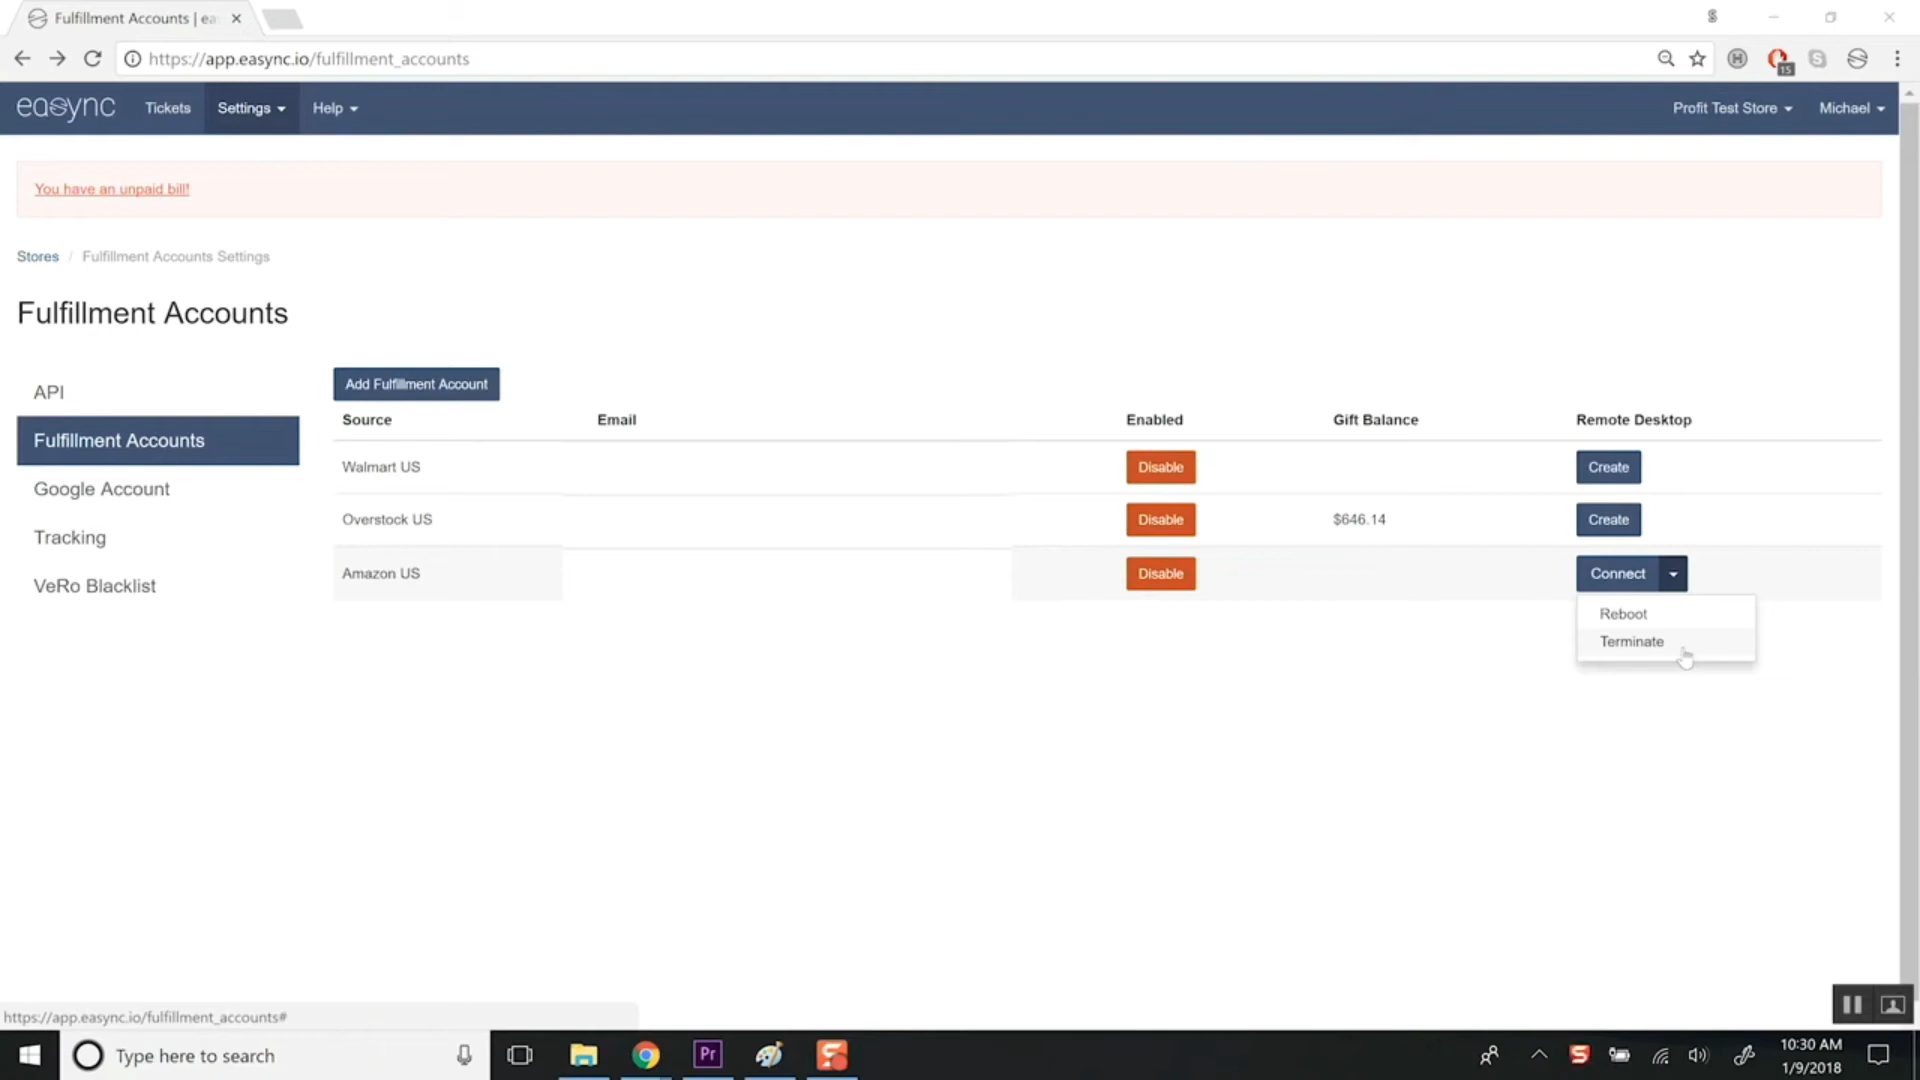 Fulfillment Accounts | ea
https://app.easync.io/fulfillment_accounts
15
easync Tickets Settings Help Profit Test Store Michael
You have an unpaid bill!
Stores / Fulfillment Accounts Settings
Fulfillment Accounts
API
Fulfillment Accounts
Google Account
Tracking
VeRo Blacklist
Add Fulfillment Account
Source Email Enabled Gift Balance Remote Desktop
Walmart US Disable Create
Overstock US Disable $646.14 Create
Amazon US Disable Connect
Reboot
Terminate
https://app.easync.io/fulfillment_accounts#
Type here to search
Pr
10:30 AM
1/9/2018